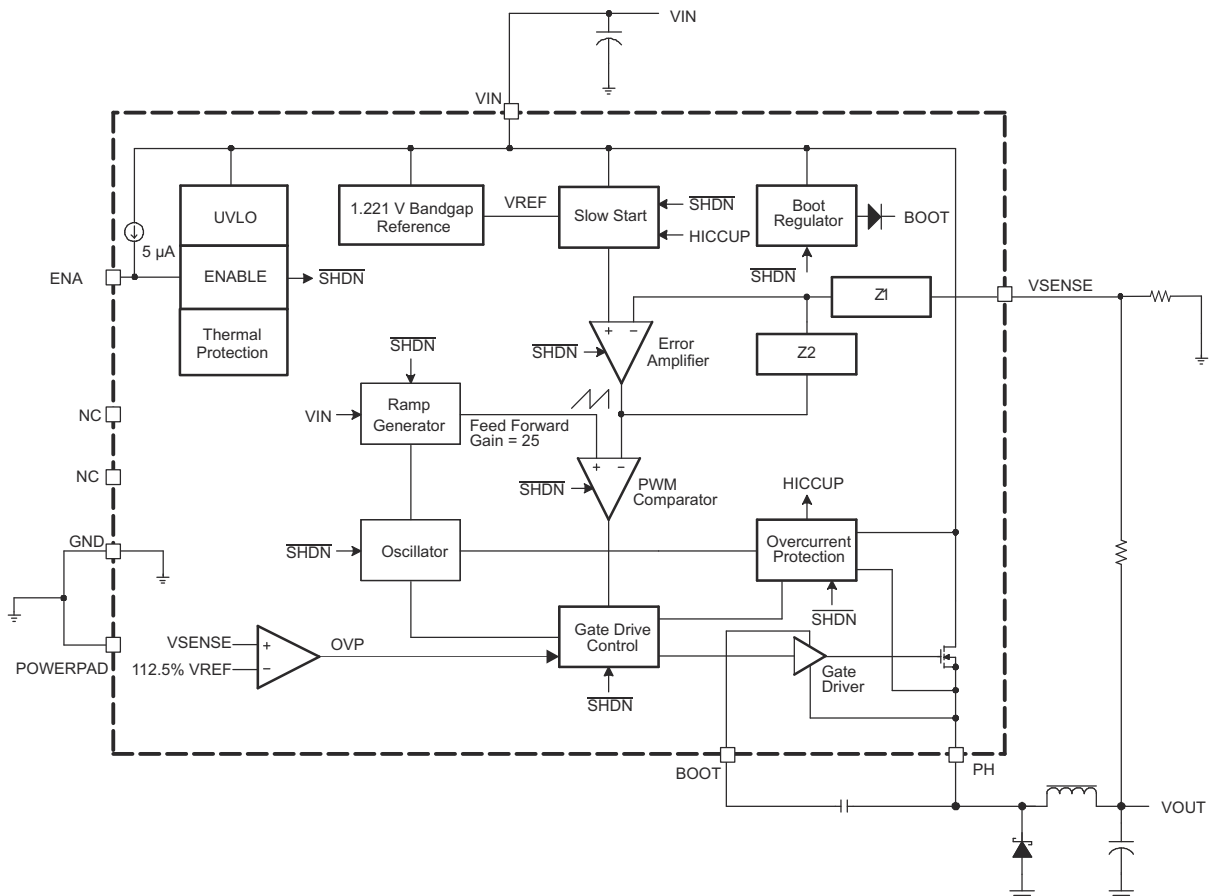 VIN
VIN
UVLO
1.221 V Bandgap
Reference
VREF
Slow Start
SHDN
HICCUP
Boot
Regulator
BOOT
SHDN
5 µA
ENA
ENABLE
SHDN
Thermal
Protection
Z1
VSENSE
Z2
+ −
SHDN
Error
Amplifier
SHDN
NC
VIN
Ramp
Generator
Feed Forward
Gain = 25
NC
+ −
SHDN
PWM
Comparator
HICCUP
GND
SHDN
Oscillator
Overcurrent
Protection
SHDN
POWERPAD
VSENSE
+
112.5% VREF
−
OVP
Gate Drive
Control
SHDN
Gate
Driver
BOOT
PH
VOUT